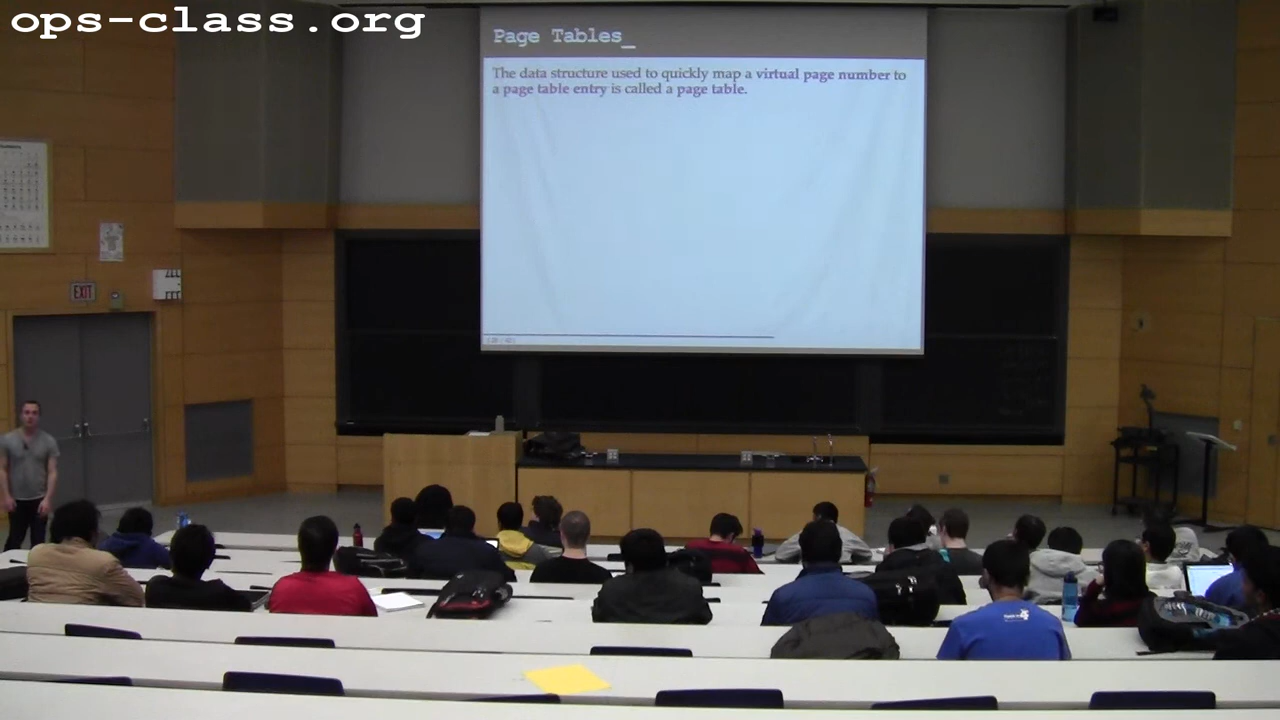 ops-class.org
Page Tables_
The data structure used to quickly map a virtual page number to
a page table entry is called a page table.
EXIT